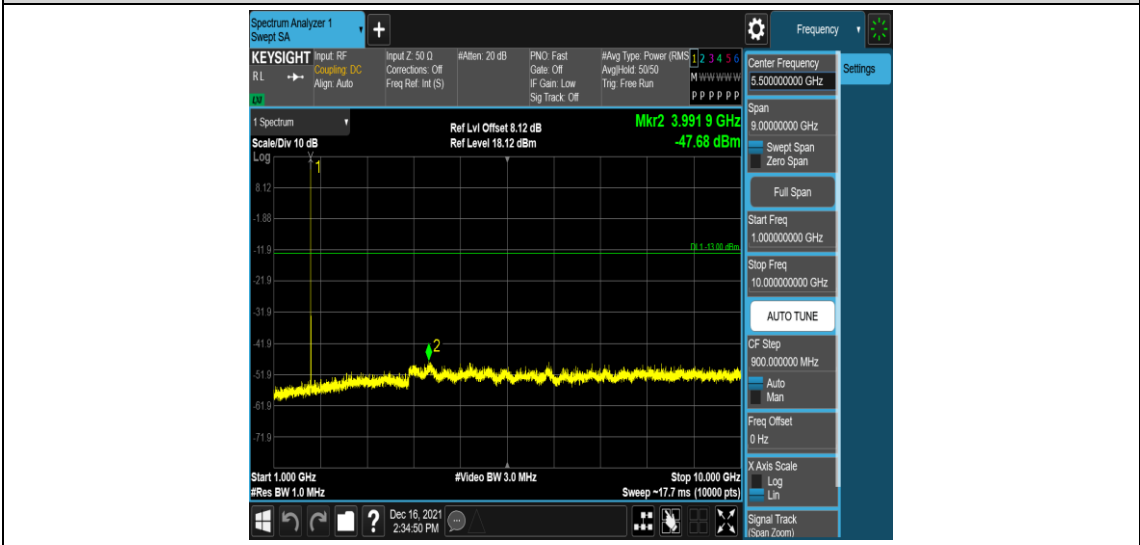 Spectrum Analyzer 1
Swept SA
+
Frequency
KEYSIGHT
RL
LXI
Input: RF
Coupling: DC
Align: Auto
Input Z: 50 Ω
Corrections: Off
Freq Ref: Int (S)
#Atten: 20 dB
PNO: Fast
Gate: Off
IF Gain: Low
Sig Track: Off
#Avg Type: Power (RMS
Avg|Hold: 50/50
Trig: Free Run
1 2 3 4 5 6
M W W W W W
P P P P P P
1 Spectrum
Scale/Div 10 dB
Log
Ref Lvl Offset 8.12 dB
Ref Level 18.12 dBm
Mkr2 3.991 9 GHz
-47.68 dBm
1
8.12
-1.88
-11.9
DL1 -13.00 dBm
-21.9
-31.9
-41.9
2
-51.9
-61.9
-71.9
Start 1.000 GHz
#Res BW 1.0 MHz
#Video BW 3.0 MHz
Stop 10.000 GHz
Sweep ~17.7 ms (10000 pts)
?
Dec 16, 2021
2:34:50 PM
Center Frequency
5.500000000 GHz
Settings
Span
9.00000000 GHz
Swept Span
Zero Span
Full Span
Start Freq
1.000000000 GHz
Stop Freq
10.000000000 GHz
AUTO TUNE
CF Step
900.000000 MHz
Auto
Man
Freq Offset
0 Hz
X Axis Scale
Log
Lin
Signal Track
(Span Zoom)